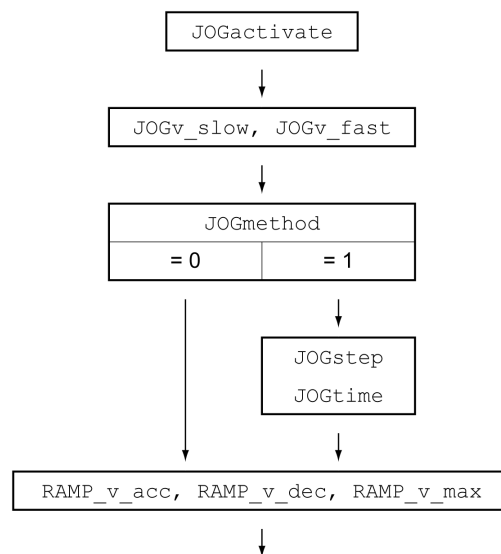 JOGactivate
JOGv_slow, JOGv_fast
JOGmethod
= 0
= 1
JOGstep
JOGtime
RAMP_v_acc, RAMP_v_dec, RAMP_v_max